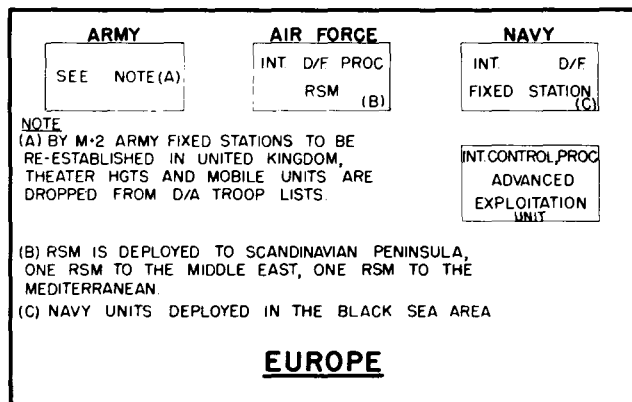 ARMY AIR FORCE NAVY
SEE NOTE(A)
INT. D/F PROC
RSM
(B)
INT. D/F
FIXED STATION
(C)
NOTE
(A) BY M+2 ARMY FIXED STATIONS TO BE
RE-ESTABLISHED IN UNITED KINGDOM,
THEATER HGTS AND MOBILE UNITS ARE
DROPPED FROM D/A TROOP LISTS.
INT. CONTROL, PROC
ADVANCED
EXPLOITATION
UNIT
(B) RSM IS DEPLOYED TO SCANDINAVIAN PENINSULA,
ONE RSM TO THE MIDDLE EAST, ONE RSM TO THE
MEDITERRANEAN.
(C) NAVY UNITS DEPLOYED IN THE BLACK SEA AREA
EUROPE